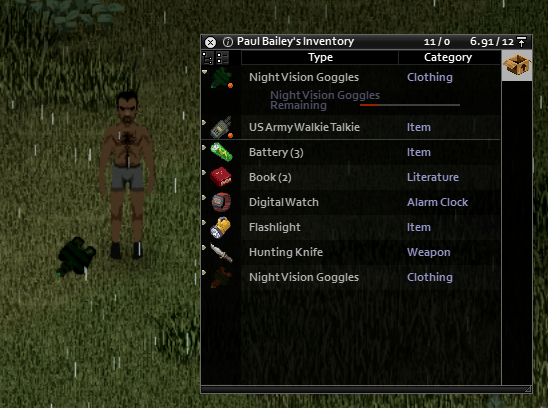 Paul Bailey's Inventory 11 / 0 6.91 / 12
Type Category
Night Vision Goggles Clothing
Night Vision Goggles
Remaining
US Army Walkie Talkie Item
Battery (3) Item
Book (2) Literature
Digital Watch Alarm Clock
Flashlight Item
Hunting Knife Weapon
Night Vision Goggles Clothing